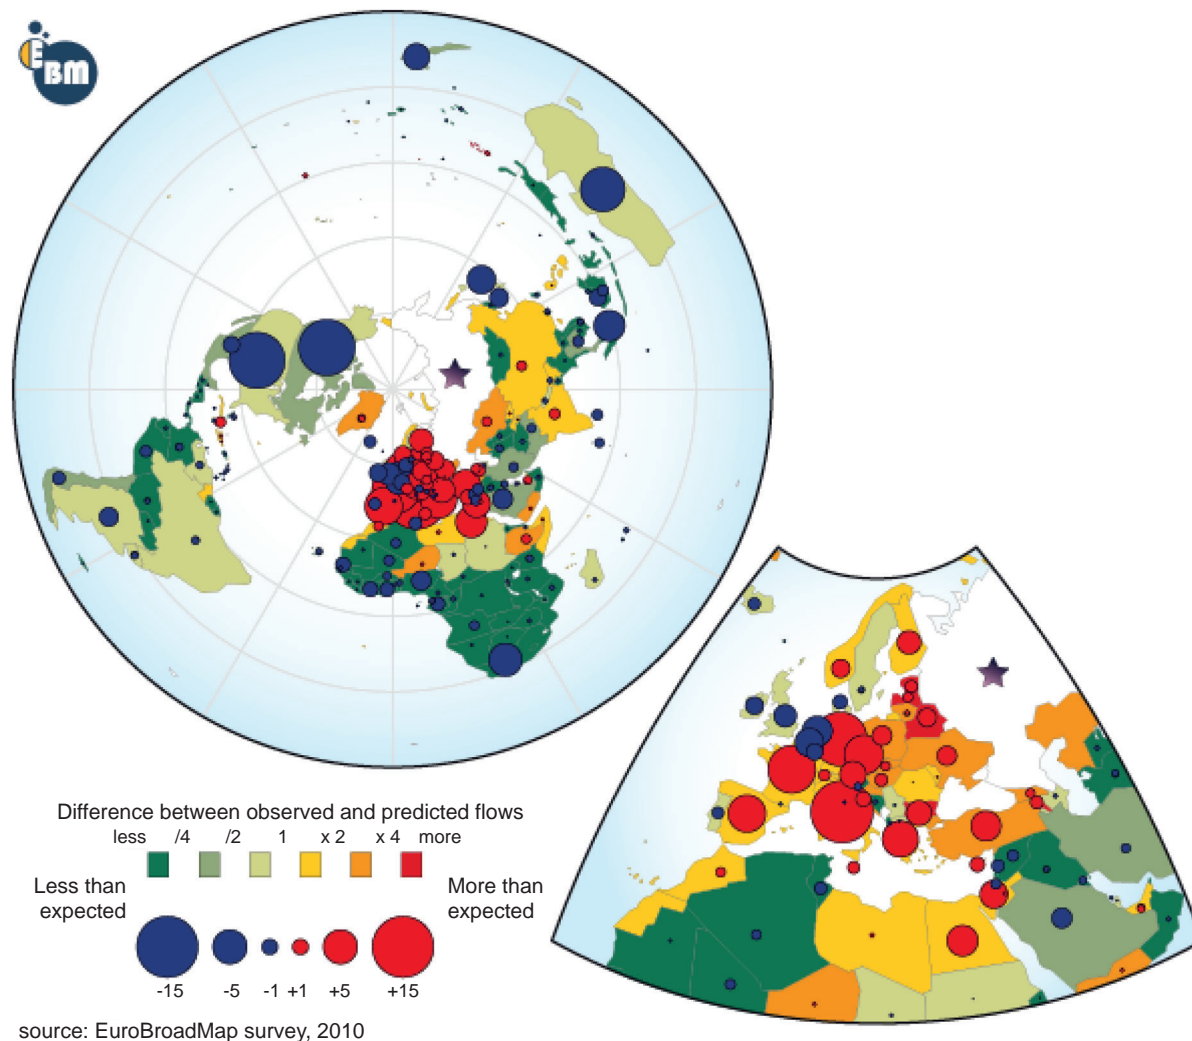 E
BM
Difference between observed and predicted flows
less /4 /2 1 x 2 x 4 more
Less than
expected
More than
expected
-15 -5 -1 +1 +5 +15
source: EuroBroadMap survey, 2010